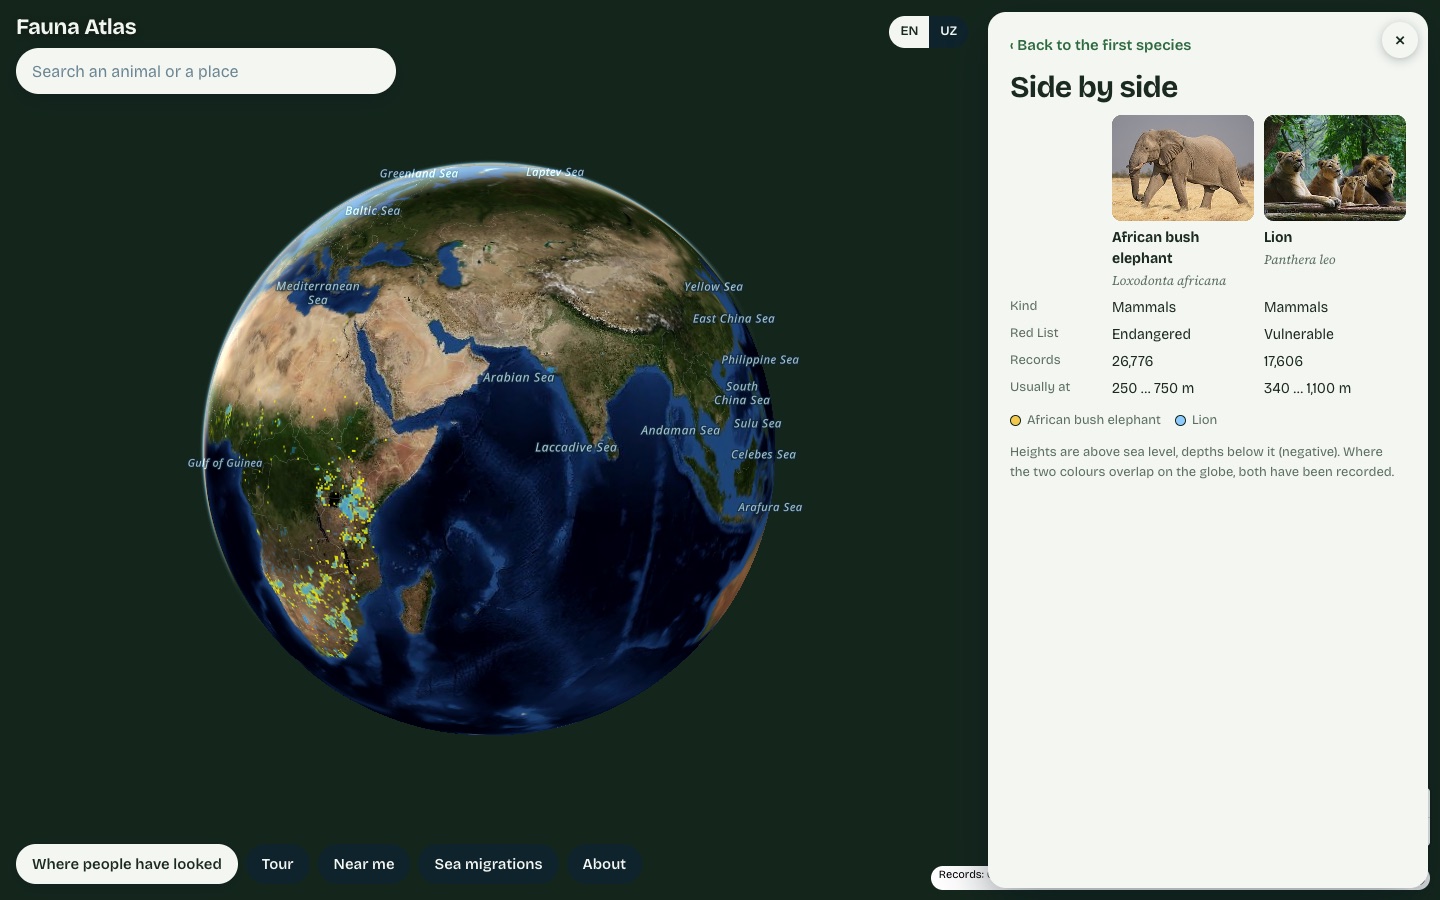 Fauna Atlas
Search an animal or a place
EN UZ
‹ Back to the first species
×
Side by side
African bush
elephant
Loxodonta africana
Lion
Panthera leo
Kind Mammals Mammals
Red List Endangered Vulnerable
Records 26,776 17,606
Usually at 250 … 750 m 340 … 1,100 m
African bush elephant Lion
Heights are above sea level, depths below it (negative). Where
the two colours overlap on the globe, both have been recorded.
Greenland Sea
Laptev Sea
Baltic Sea
Mediterranean
Sea
Yellow Sea
East China Sea
Philippine Sea
Arabian Sea
South
China Sea
Sulu Sea
Andaman Sea
Laccadive Sea
Celebes Sea
Gulf of Guinea
Arafura Sea
Where people have looked
Tour
Near me
Sea migrations
About
Records: